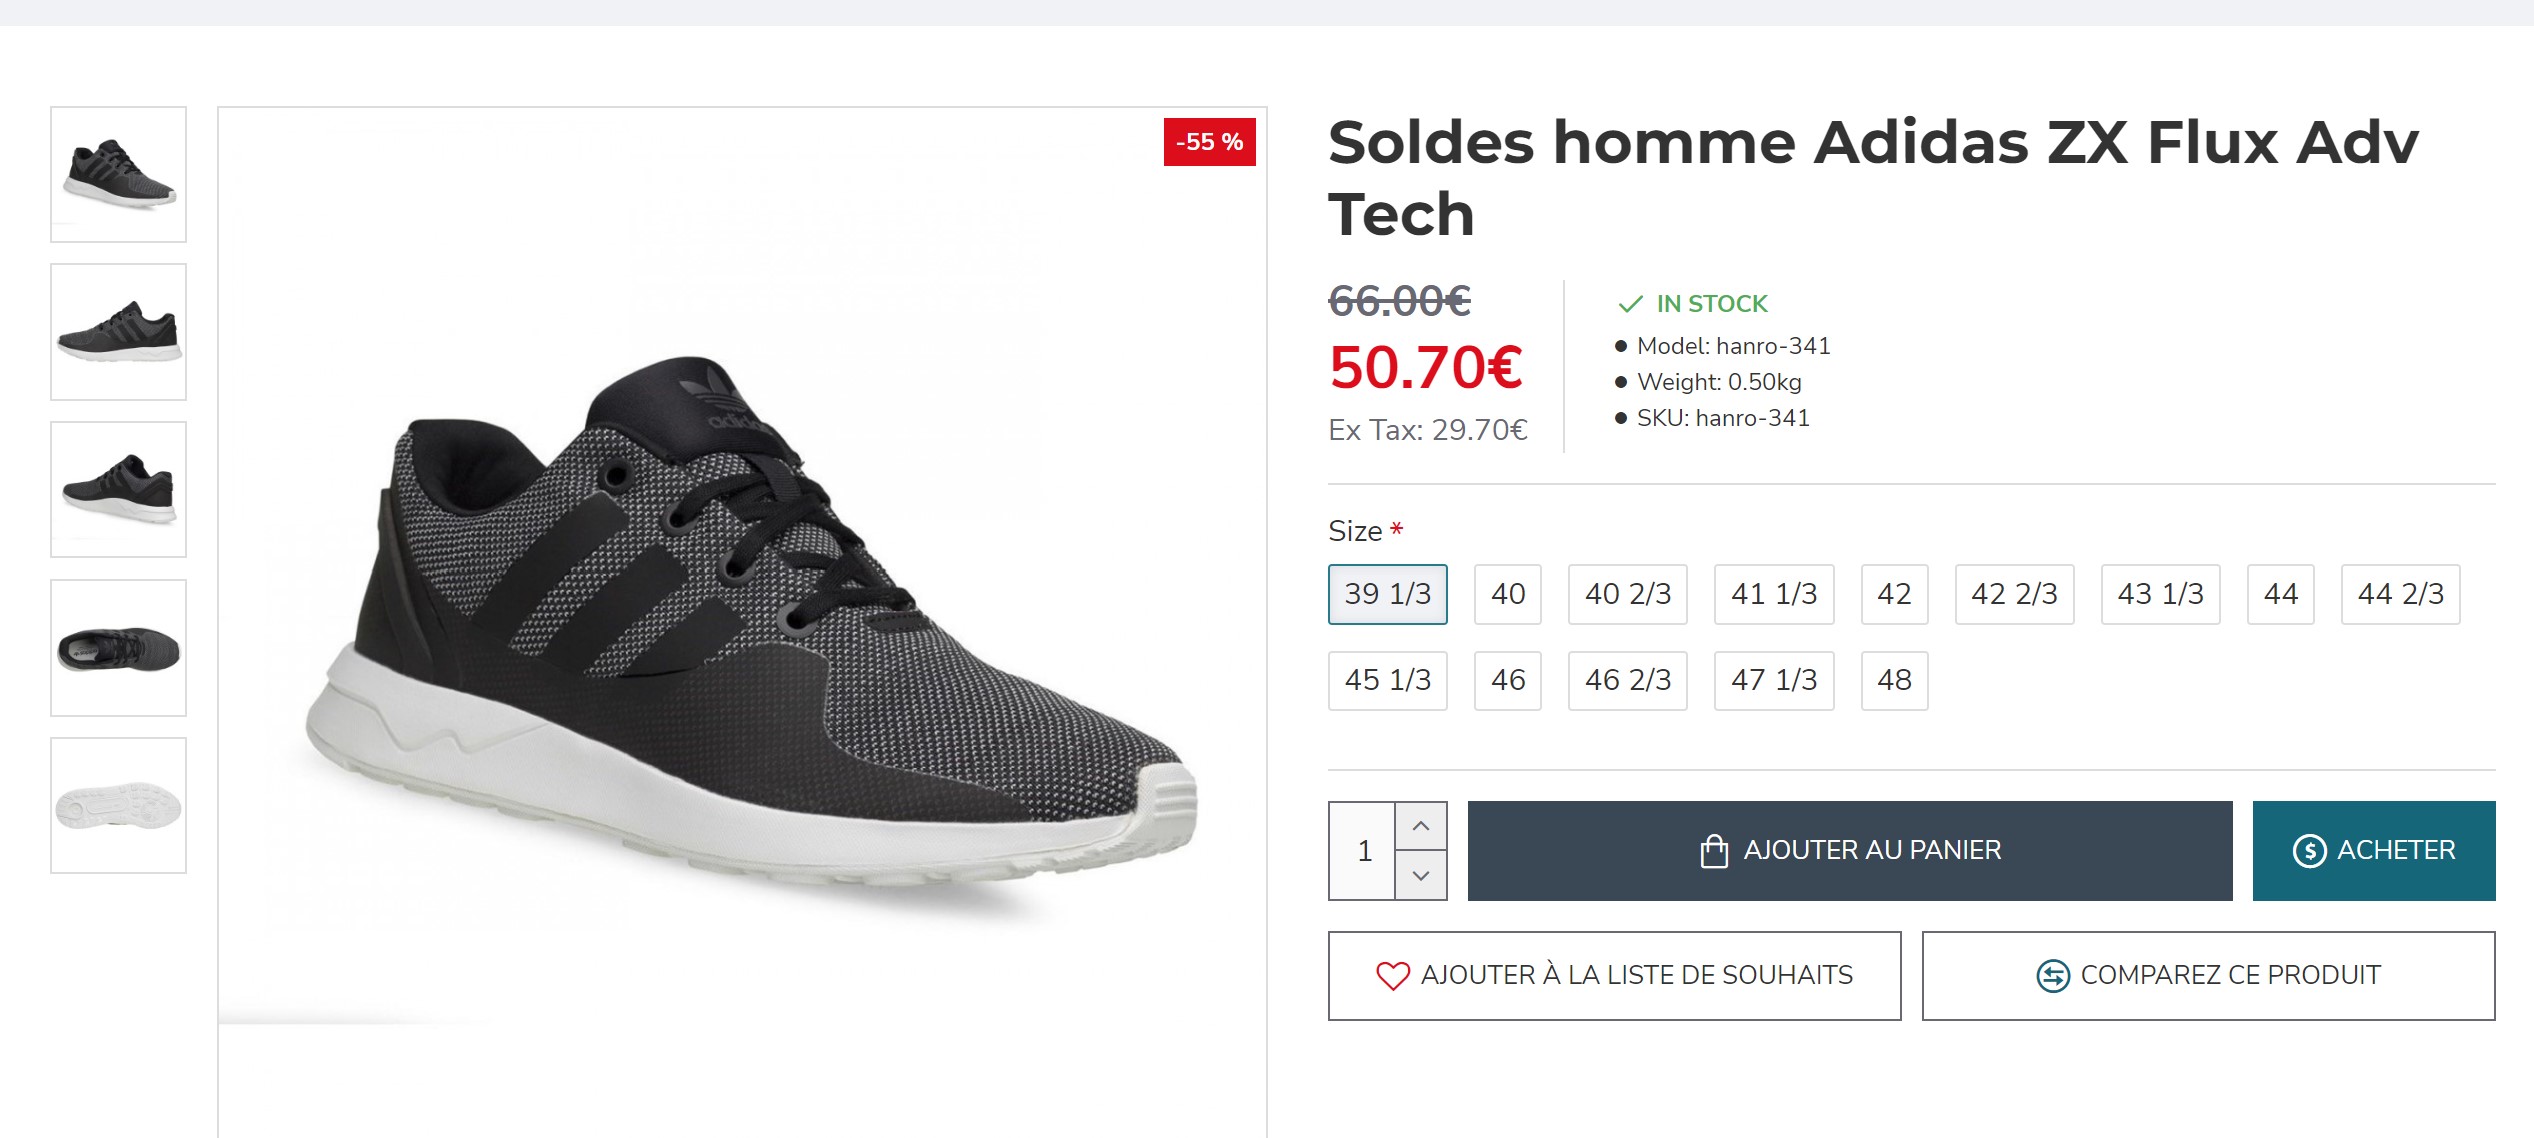 -55 %
adidas
Soldes homme Adidas ZX Flux Adv
Tech
66.00€
50.70€
Ex Tax: 29.70€
IN STOCK
Model: hanro-341
Weight: 0.50kg
SKU: hanro-341
Size *
39 1/3 40 40 2/3 41 1/3 42 42 2/3 43 1/3 44 44 2/3
45 1/3 46 46 2/3 47 1/3 48
1
AJOUTER AU PANIER
ACHETER
AJOUTER À LA LISTE DE SOUHAITS
COMPAREZ CE PRODUIT